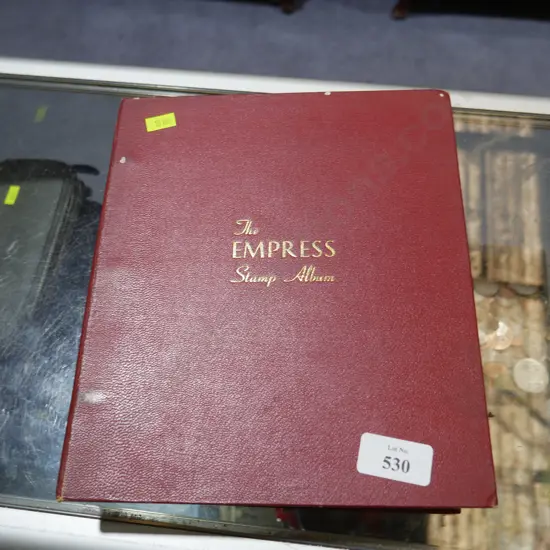 The
EMPRESS
Stamp Album
Lot No.
530